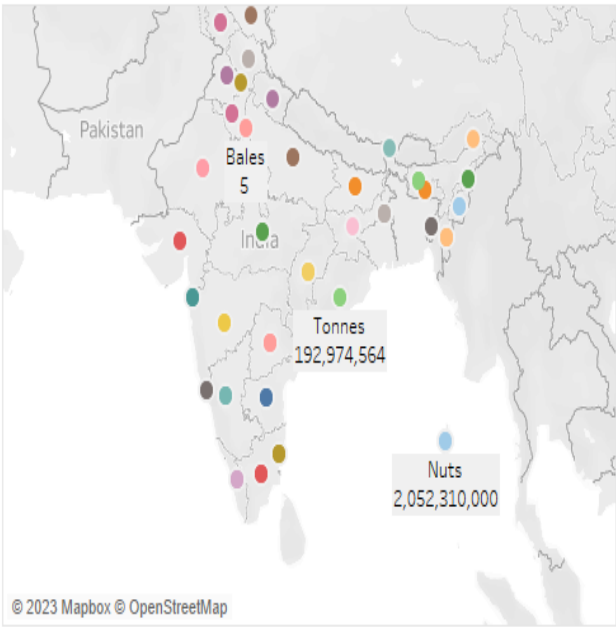 Pakistan
Bales
5
India
Tonnes
192,974,564
Nuts
2,052,310,000
© 2023 Mapbox © OpenStreetMap